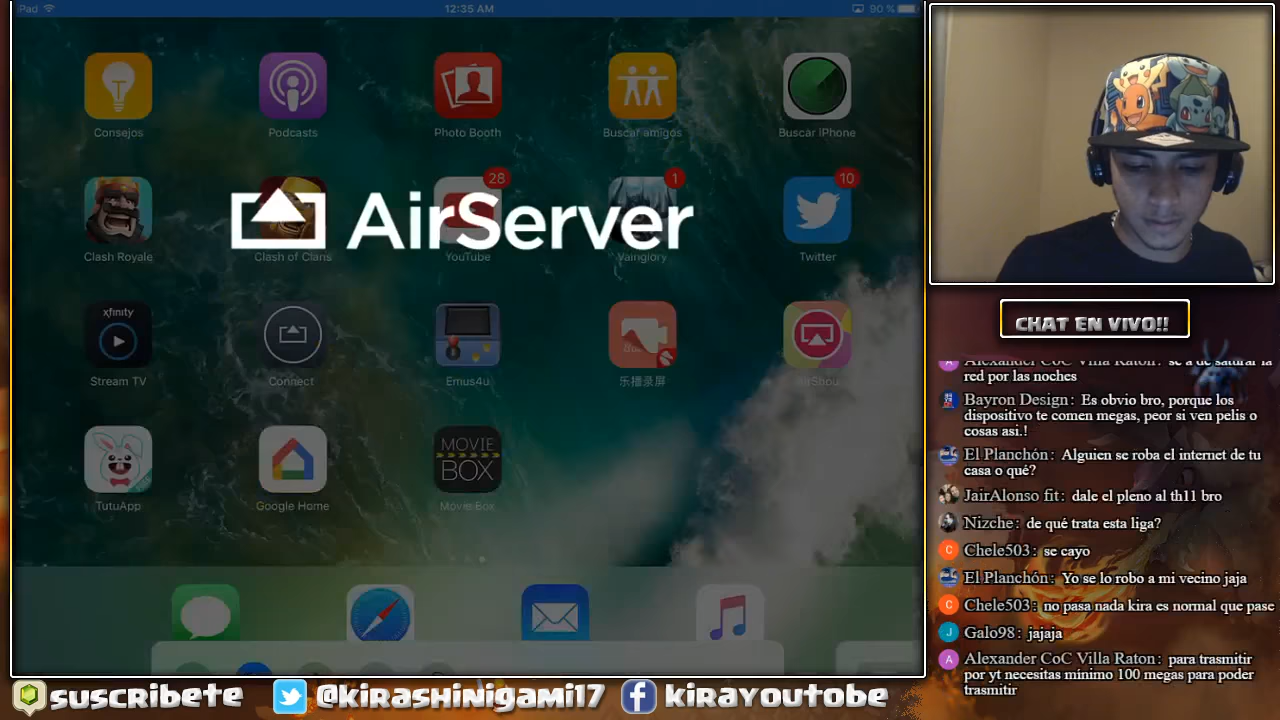 iPad
12:35 AM
90 %
Consejos
Podcasts
Photo Booth
Buscar amigos
Buscar iPhone
28
1
10
AirServer
Clash Royale
Clash of Clans
YouTube
Vainglory
Twitter
xfinity
Stream TV
Connect
Emus4u
乐播录屏
AirShou
MOVIE
BOX
TutuApp
Google Home
MovieBox
CHAT EN VIVO!!
Alexander CoC Villa Raton: se a de saturar la
red por las noches
Bayron Design: Es obvio bro, porque los
dispositivo te comen megas, peor si ven pelis o
cosas asi.!
El Planchón: Alguien se roba el internet de tu
casa o qué?
JairAlonso fit: dale el pleno al th11 bro
Nizche: de qué trata esta liga?
Chele503: se cayo
El Planchón: Yo se lo robo a mi vecino jaja
Chele503: no pasa nada kira es normal que pase
Galo98: jajaja
Alexander CoC Villa Raton: para trasmitir
por yt necesitas mínimo 100 megas para poder
trasmitir
suscribete
@kirashinigami17
kirayoutobe